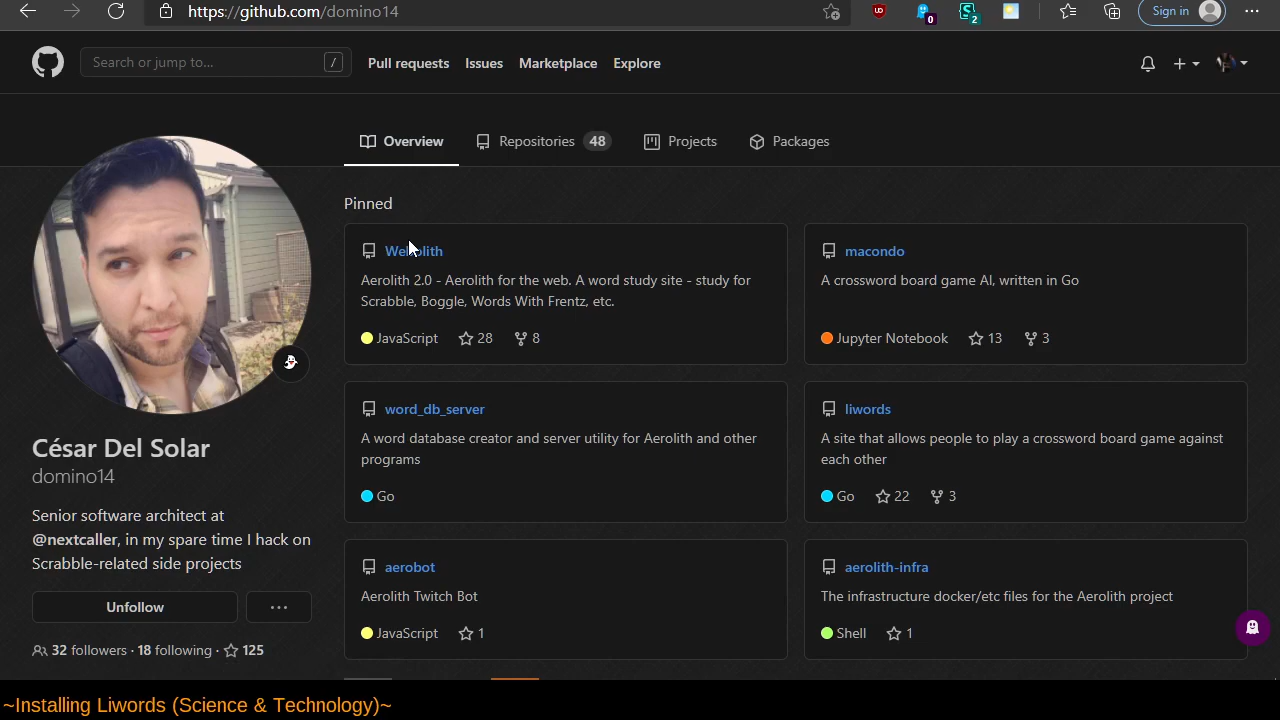 https://github.com/domino14
UO
0
2
Sign in
Search or jump to...
/
Pull requests
Issues
Marketplace
Explore
Overview
Repositories 48
Projects
Packages
Pinned
Aerolith 2.0 - Aerolith for the web. A word study site - study for
Scrabble, Boggle, Words With Frentz, etc.
JavaScript 28 8
macondo
A crossword board game AI, written in Go
Jupyter Notebook 13 3
word_db_server
A word database creator and server utility for Aerolith and other
programs
Go
liwords
A site that allows people to play a crossword board game against
each other
Go 22 3
aerobot
Aerolith Twitch Bot
JavaScript 1
aerolith-infra
The infrastructure docker/etc files for the Aerolith project
Shell 1
César Del Solar
domino14
Senior software architect at
@nextcaller, in my spare time I hack on
Scrabble-related side projects
Unfollow
...
32 followers · 18 following · 125
~Installing Liwords (Science & Technology)~